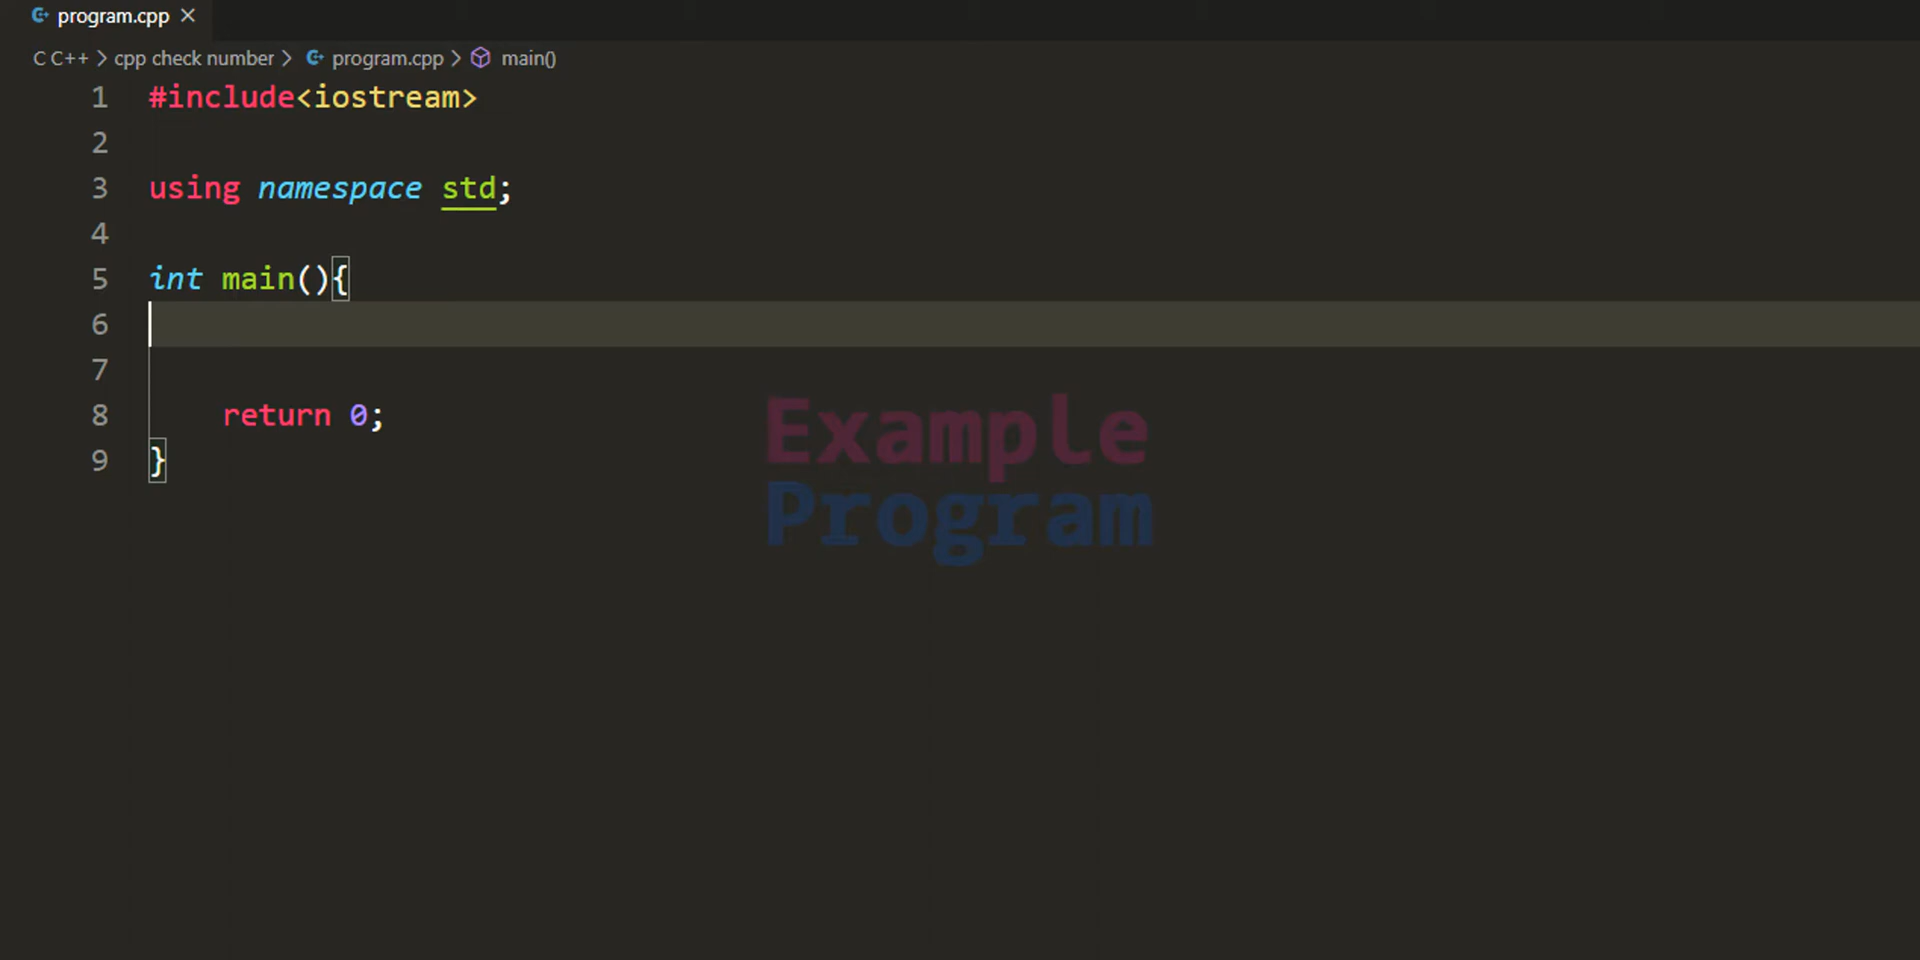 program.cpp ×
C C++ > cpp check number > program.cpp > main()
1 #include<iostream>
2
3 using namespace std;
4
5 int main(){
6
7
8 return 0;
9 }
Example
Program